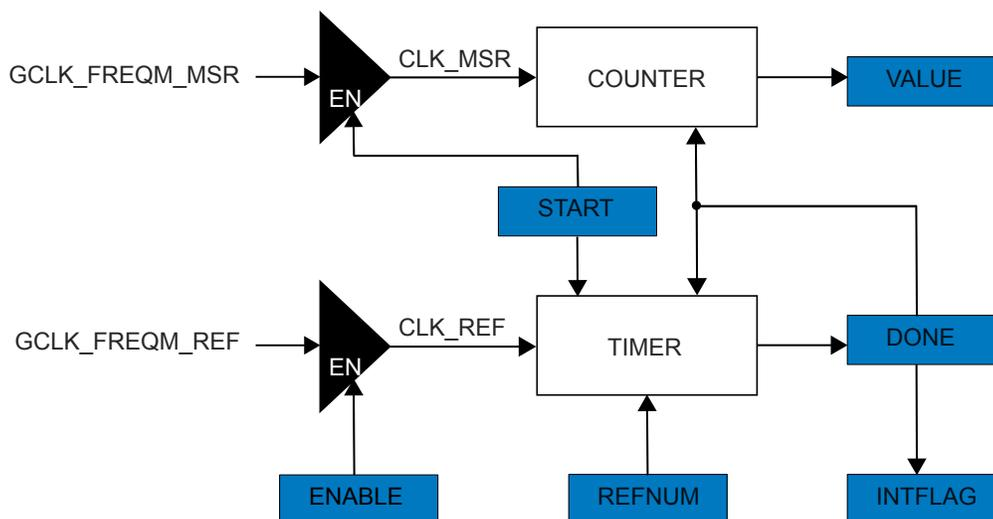 GCLK_FREQM_MSR
EN
CLK_MSR
COUNTER
VALUE
START
GCLK_FREQM_REF
EN
CLK_REF
TIMER
DONE
ENABLE
REFNUM
INTFLAG